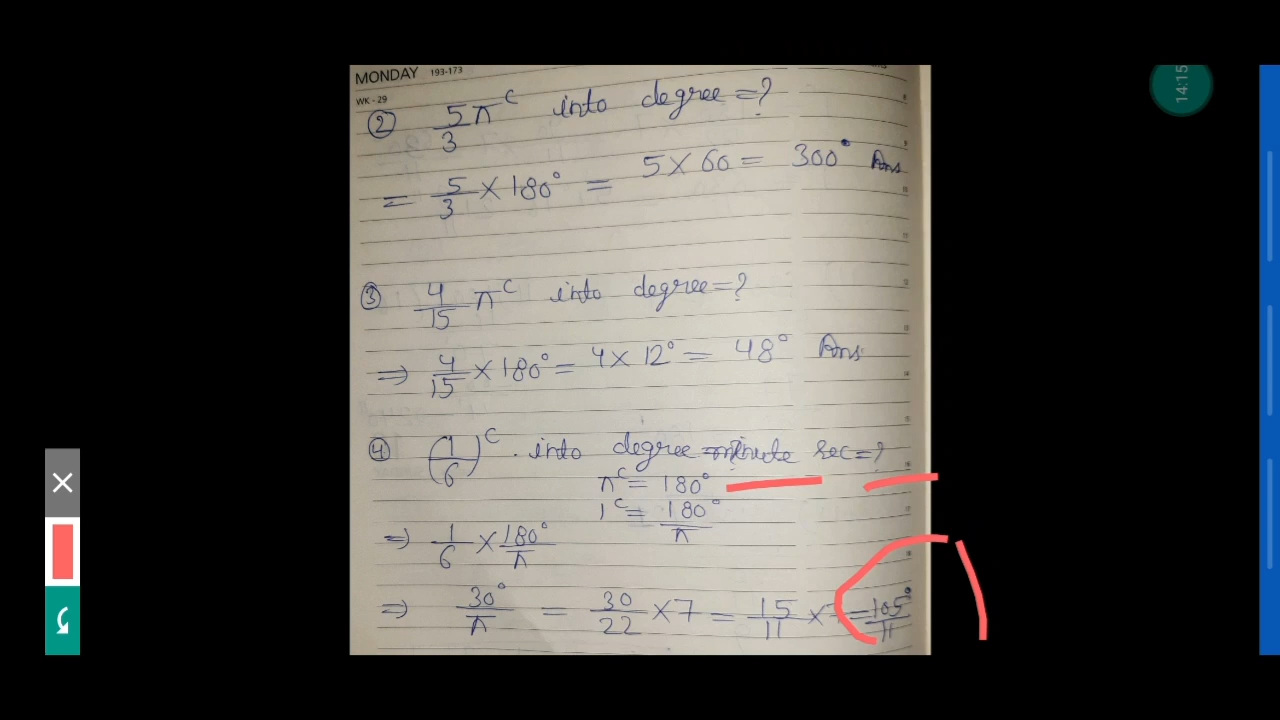 MONDAY 193-173
WK - 29
② 5/3 π^c into degree = ?
= 5/3 × 180° = 5 × 60 = 300° Ans
③ 4/15 π^c into degree = ?
⇒ 4/15 × 180° = 4 × 12° = 48° Ans
④ (1/6)^c . into degree minute sec = ?
π^c = 180°
1^c = 180°/π
⇒ 1/6 × 180°/π
⇒ 30°/π = 30/22 × 7 = 15/11 × 7 = 105°/11
14:15